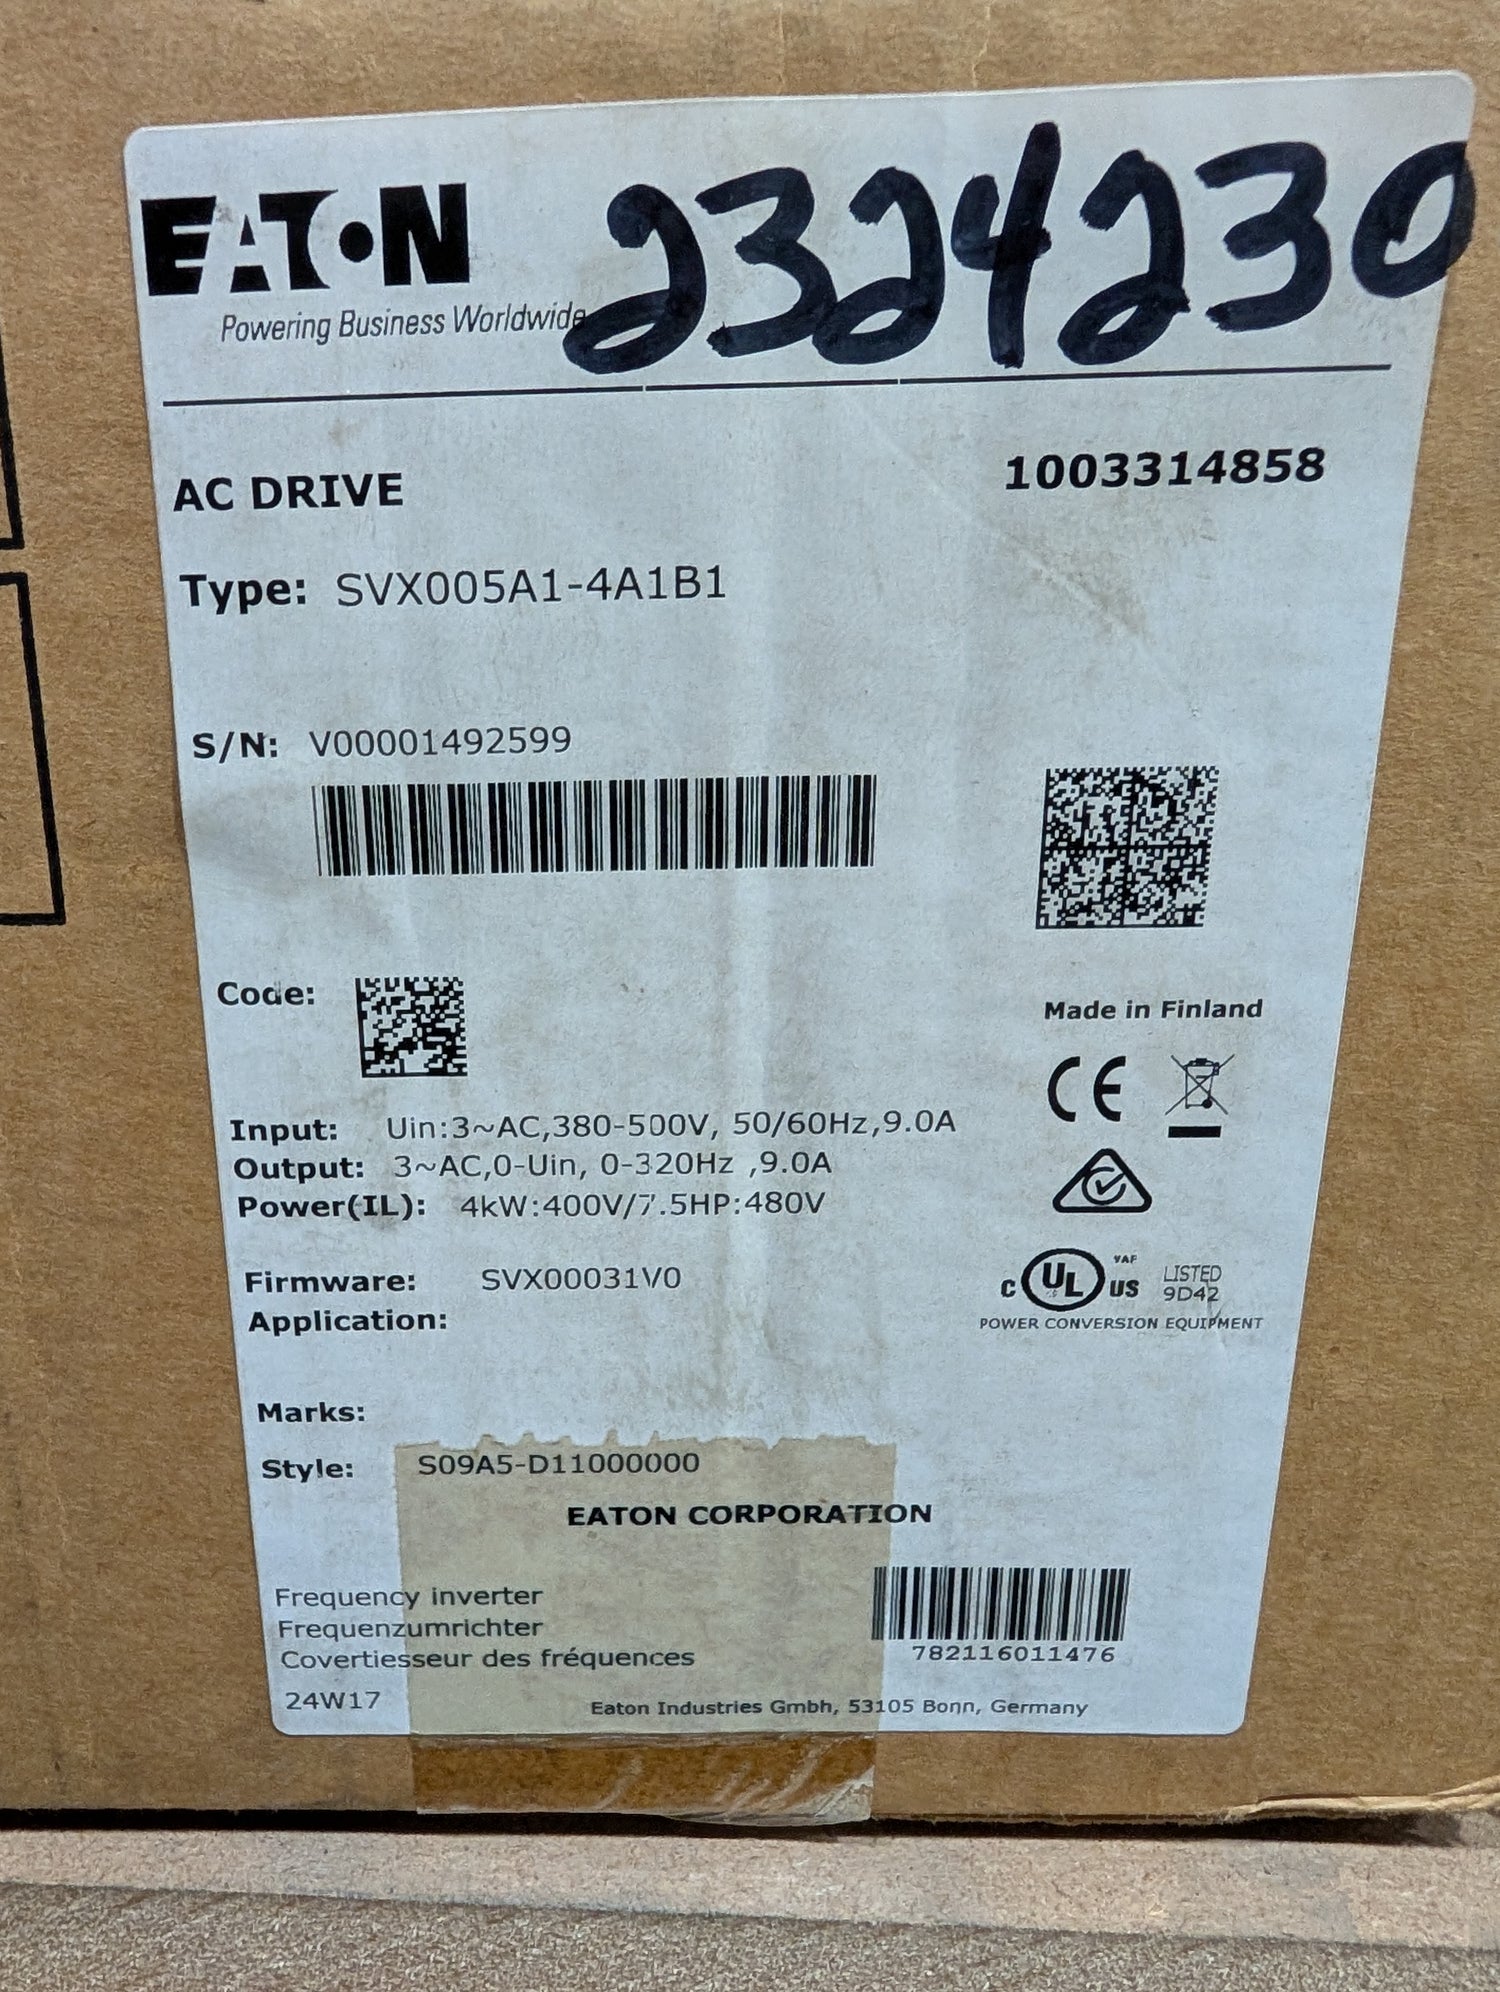 EATON
2324230
Powering Business Worldwide
AC DRIVE
1003314858
Type: SVX005A1-4A1B1
S/N: V00001492599
Code:
Made in Finland
CE
Input: Uin:3~AC,380-500V, 50/60Hz,9.0A
Output: 3~AC,0-Uin, 0-320Hz ,9.0A
Power(IL): 4kW:400V/7.5HP:480V
Firmware: SVX00031V0
C UL US LISTED
9D42
Application:
POWER CONVERSION EQUIPMENT
Marks:
Style: S09A5-D11000000
EATON CORPORATION
Frequency inverter
Frequenzumrichter
Covertiesseur des fréquences
782116011476
24W17
Eaton Industries Gmbh, 53105 Bonn, Germany